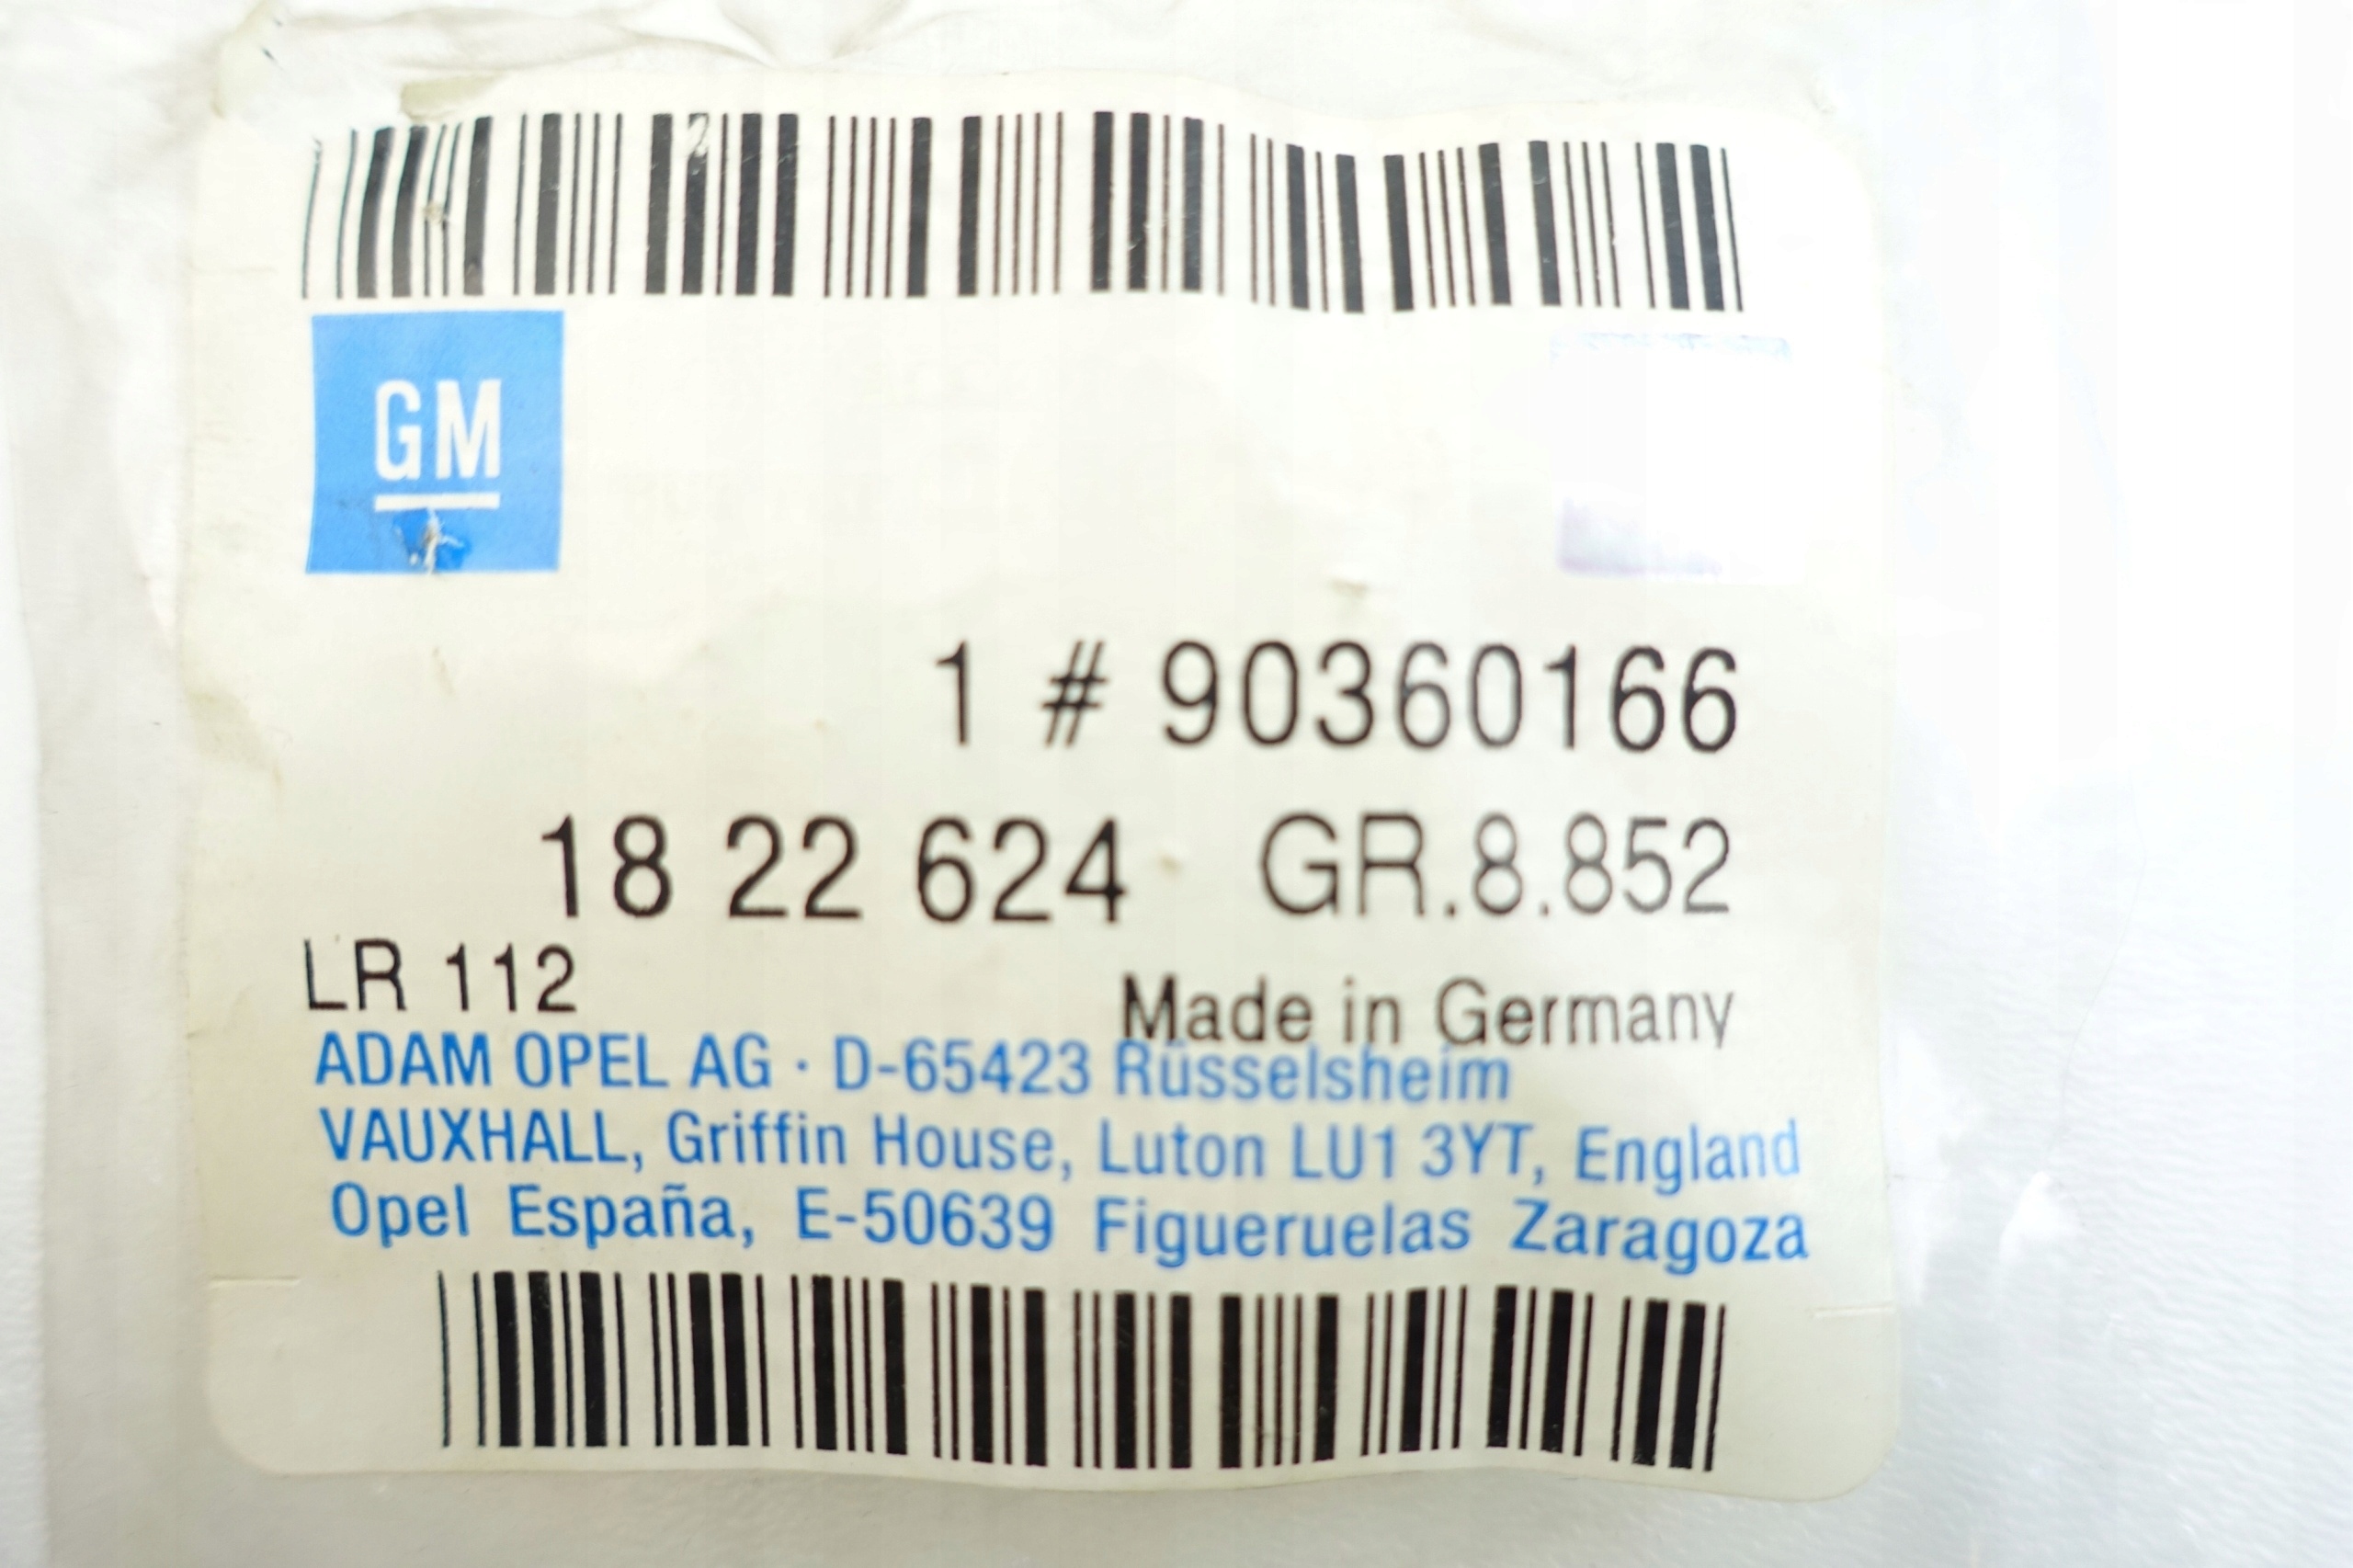 GM
1 # 90360166
18 22 624 GR.8.852
LR 112
Made in Germany
ADAM OPEL AG · D-65423 Rüsselsheim
VAUXHALL, Griffin House, Luton LU1 3YT, England
Opel España, E-50639 Figueruelas Zaragoza